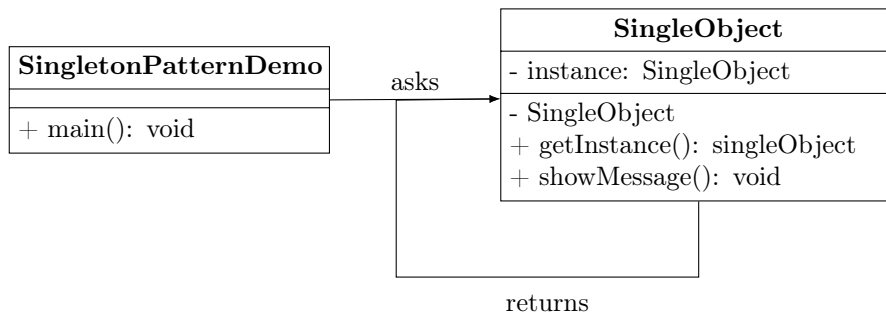 SingletonPatternDemo
+ main(): void
asks
SingleObject
- instance: SingleObject
- SingleObject
+ getInstance(): singleObject
+ showMessage(): void
returns